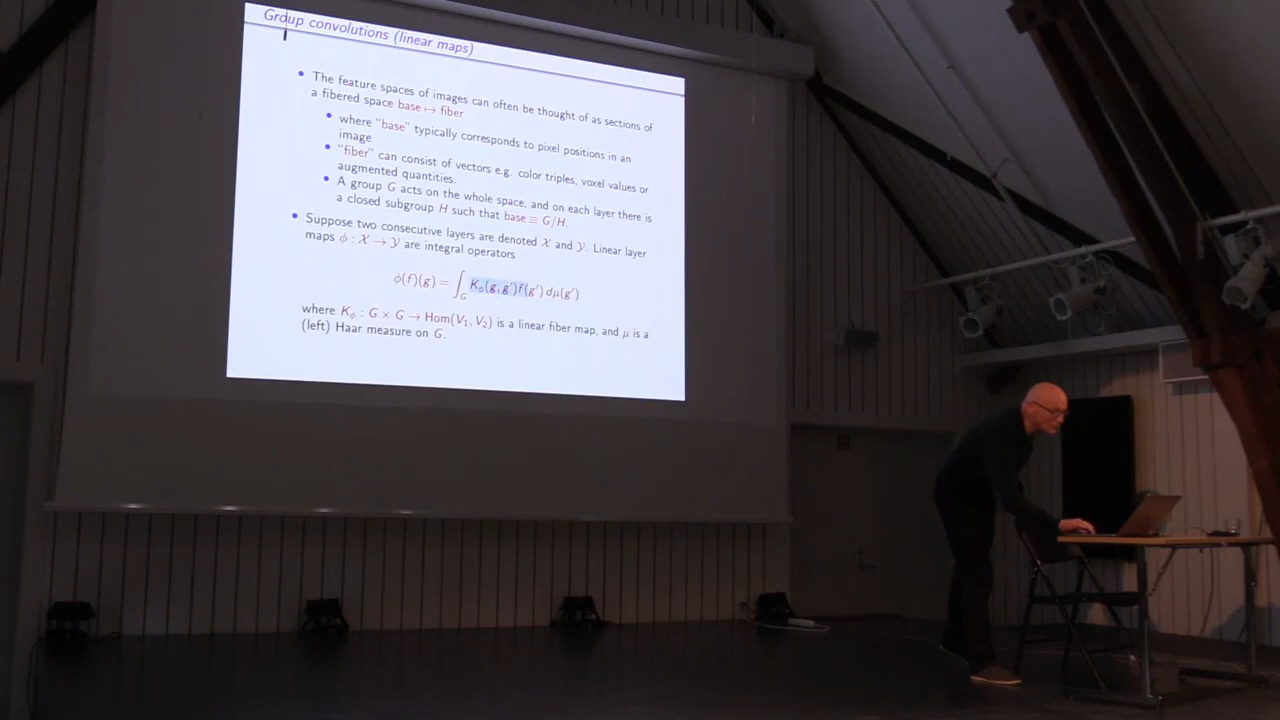 Group convolutions (linear maps)
• The feature spaces of images can often be thought of as sections of
a fibered space base ↦ fiber
• where "base" typically corresponds to pixel positions in an
image
• "fiber" can consist of vectors e.g. color triples, voxel values or
augmented quantities.
• A group G acts on the whole space, and on each layer there is
a closed subgroup H such that base ≡ G/H.
• Suppose two consecutive layers are denoted 𝒳 and 𝒴. Linear layer
maps ϕ : 𝒳 → 𝒴 are integral operators
ϕ(f)(g) = ∫_G K_ϕ(g, g′)f(g′) dμ(g′)
where K_ϕ : G × G → Hom(V₁, V₂) is a linear fiber map, and μ is a
(left) Haar measure on G.